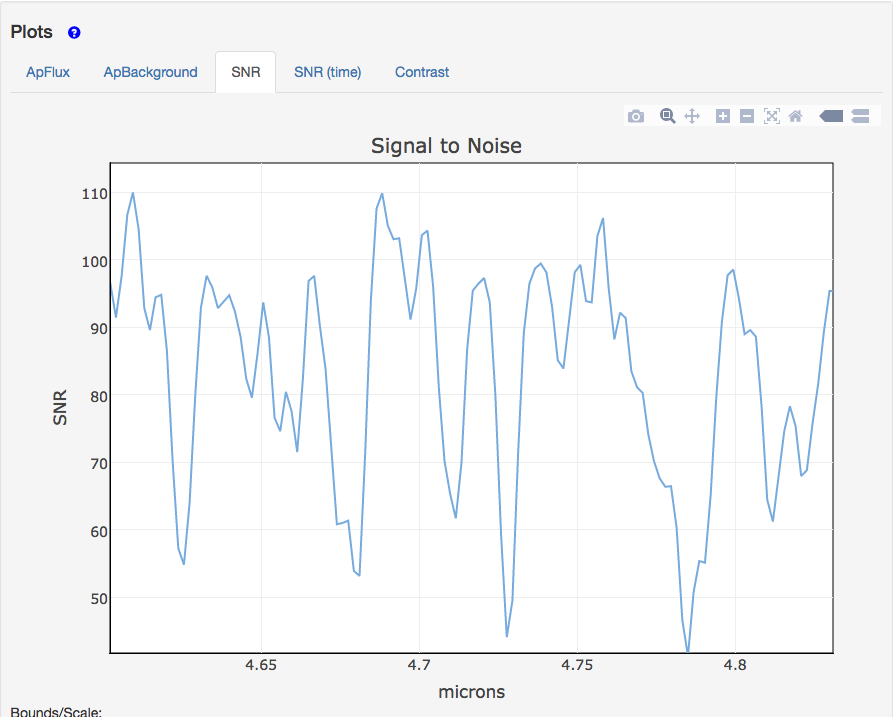 Plots ?
ApFlux ApBackground SNR SNR (time) Contrast
Signal to Noise
110
100
90
80
70
60
50
SNR
4.65 4.7 4.75 4.8
microns
Bounds/Scale: